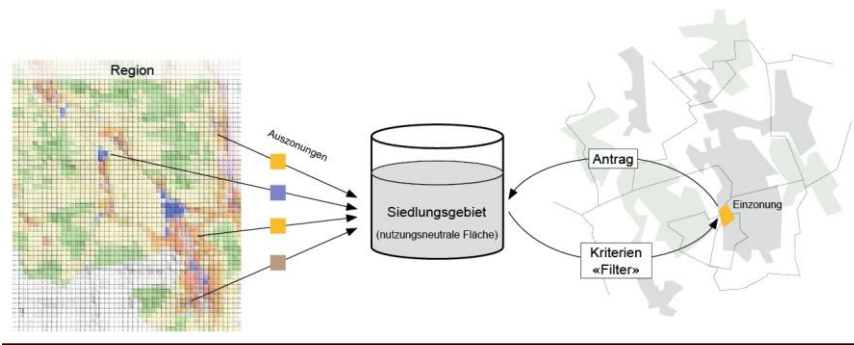 Region
Auszonungen
Siedlungsgebiet
(nutzungsneutrale Fläche)
Antrag
Einzonung
Kriterien
«Filter»